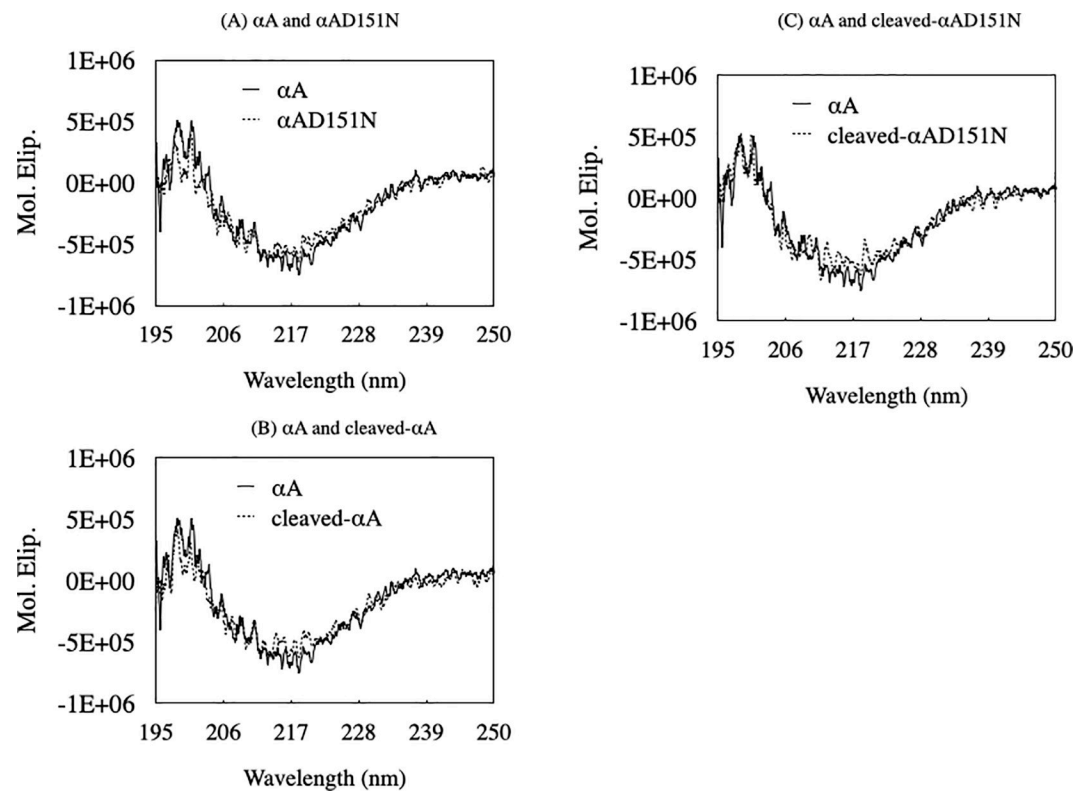 (A) αA and αAD151N
1E+06
5E+05
0E+00
-5E+05
-1E+06
Mol. Elip.
αA
αAD151N
195 206 217 228 239 250
Wavelength (nm)
(C) αA and cleaved-αAD151N
1E+06
5E+05
0E+00
-5E+05
-1E+06
Mol. Elip.
αA
cleaved-αAD151N
195 206 217 228 239 250
Wavelength (nm)
(B) αA and cleaved-αA
1E+06
5E+05
0E+00
-5E+05
-1E+06
Mol. Elip.
αA
cleaved-αA
195 206 217 228 239 250
Wavelength (nm)